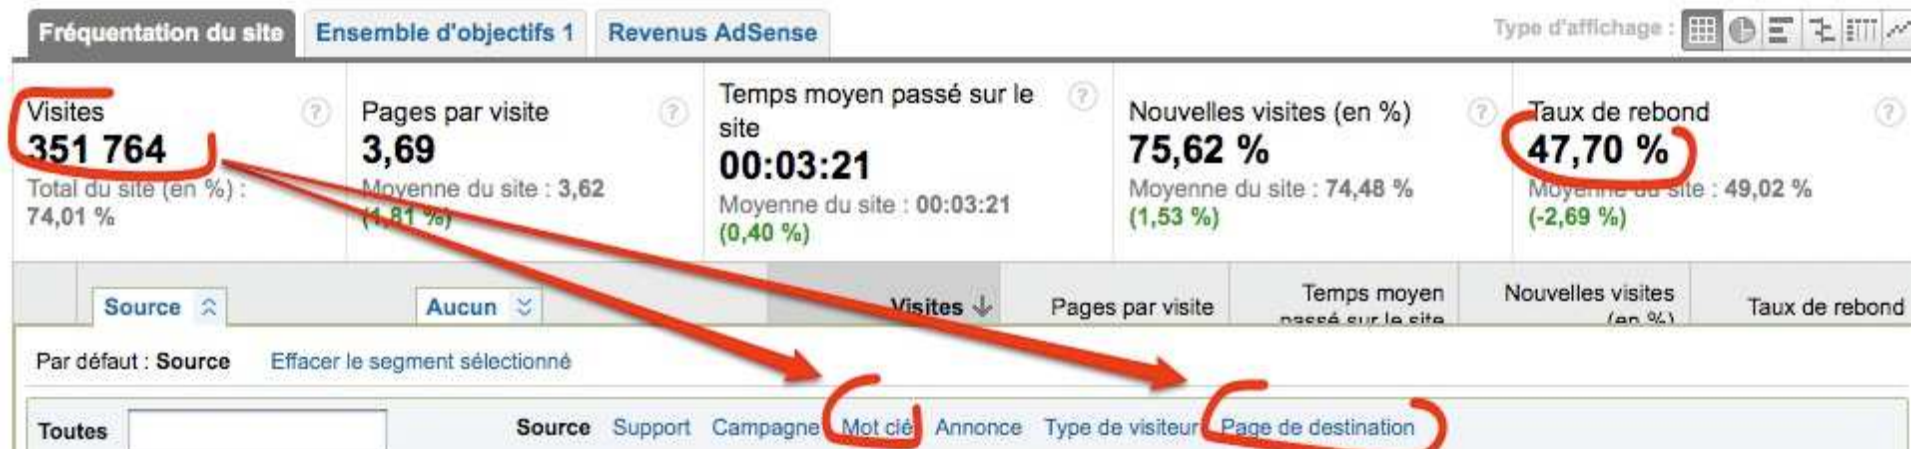 Fréquentation du site Ensemble d'objectifs 1 Revenus AdSense Type d'affichage :
Visites ?
351 764
Total du site (en %) :
74,01 %
Pages par visite ?
3,69
Moyenne du site : 3,62
(1,81 %)
Temps moyen passé sur le ?
site
00:03:21
Moyenne du site : 00:03:21
(0,40 %)
Nouvelles visites (en %) ?
75,62 %
Moyenne du site : 74,48 %
(1,53 %)
Taux de rebond ?
47,70 %
Moyenne du site : 49,02 %
(-2,69 %)
Source Aucun Visites Pages par visite
Temps moyen
passé sur le site
Nouvelles visites
(en %)
Taux de rebond
Par défaut : Source Effacer le segment sélectionné
Toutes Source Support Campagne Mot clé Annonce Type de visiteur Page de destination